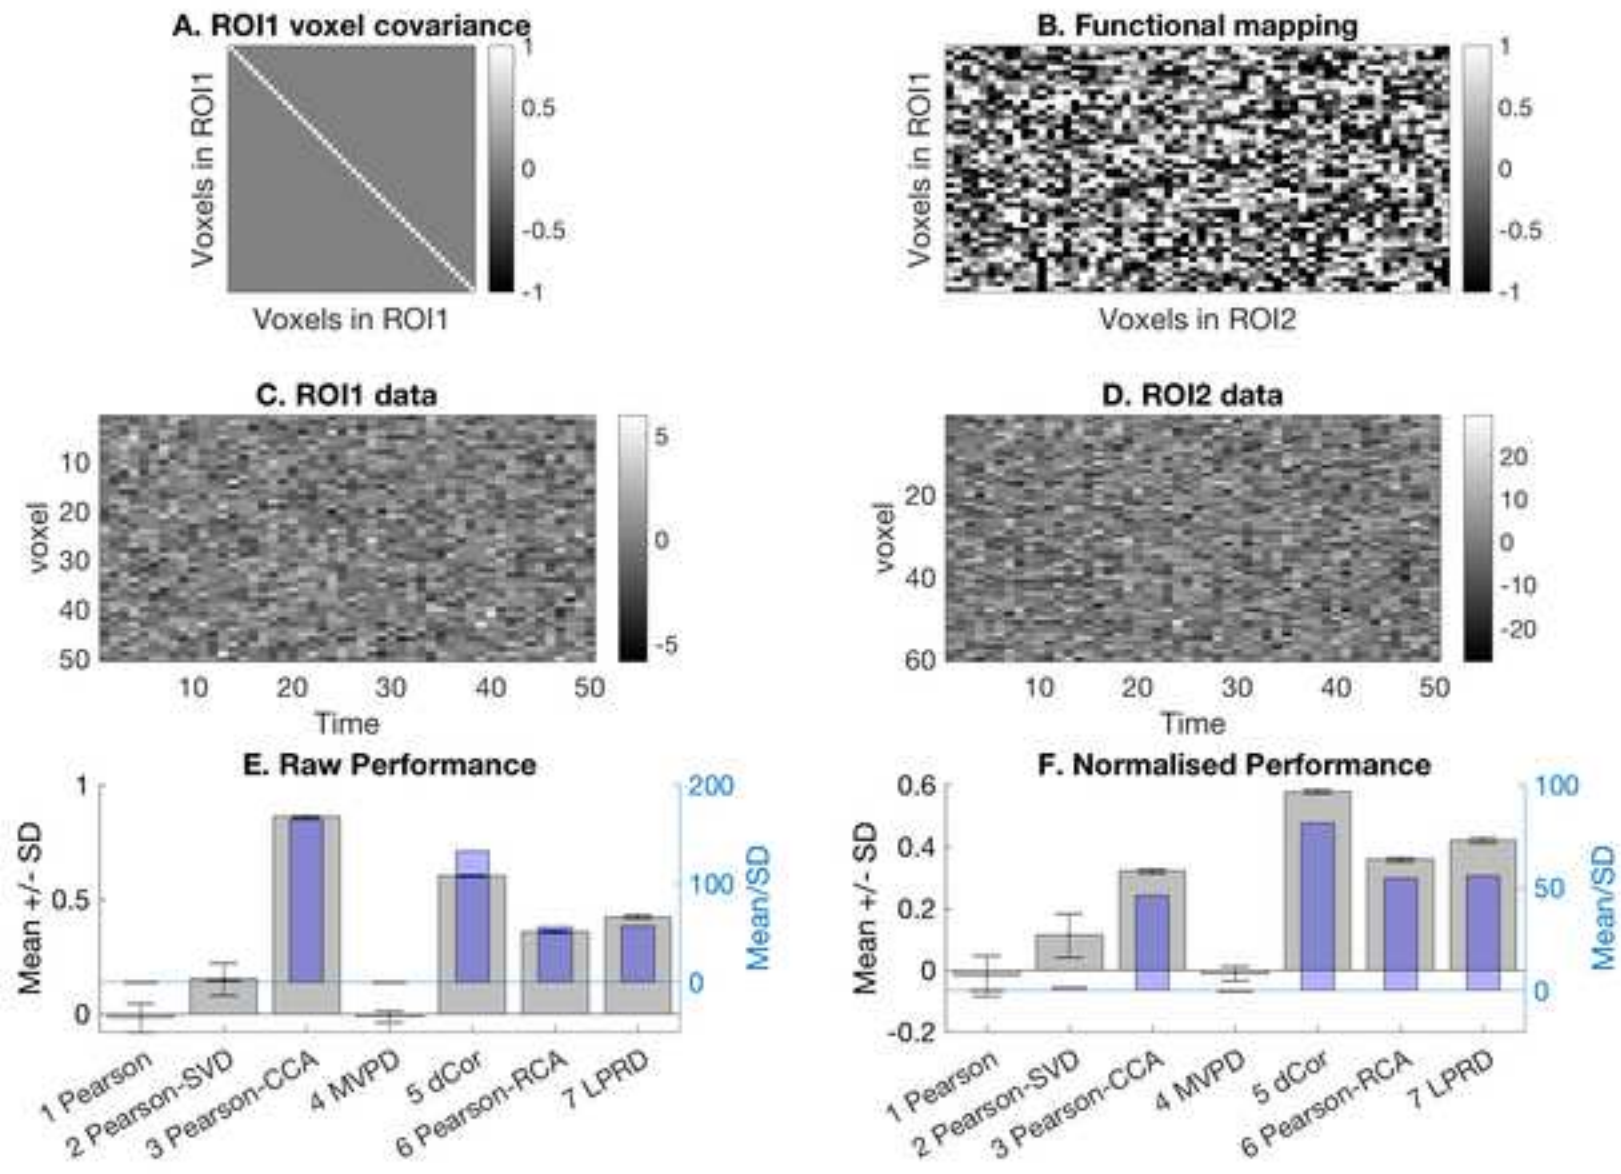 A. ROI1 voxel covariance
Voxels in ROI1
1
0.5
0
-0.5
-1
Voxels in ROI1
B. Functional mapping
Voxels in ROI1
1
0.5
0
-0.5
-1
Voxels in ROI2
C. ROI1 data
voxel
10
20
30
40
50
5
0
-5
10 20 30 40 50
Time
D. ROI2 data
voxel
20
40
60
20
10
0
-10
-20
10 20 30 40 50
Time
E. Raw Performance
Mean +/- SD
1
0.5
0
200
100
0
Mean/SD
1 Pearson
2 Pearson-SVD
3 Pearson-CCA
4 MVPD
5 dCor
6 Pearson-RCA
7 LPRD
F. Normalised Performance
Mean +/- SD
0.6
0.4
0.2
0
-0.2
100
50
0
Mean/SD
1 Pearson
2 Pearson-SVD
3 Pearson-CCA
4 MVPD
5 dCor
6 Pearson-RCA
7 LPRD